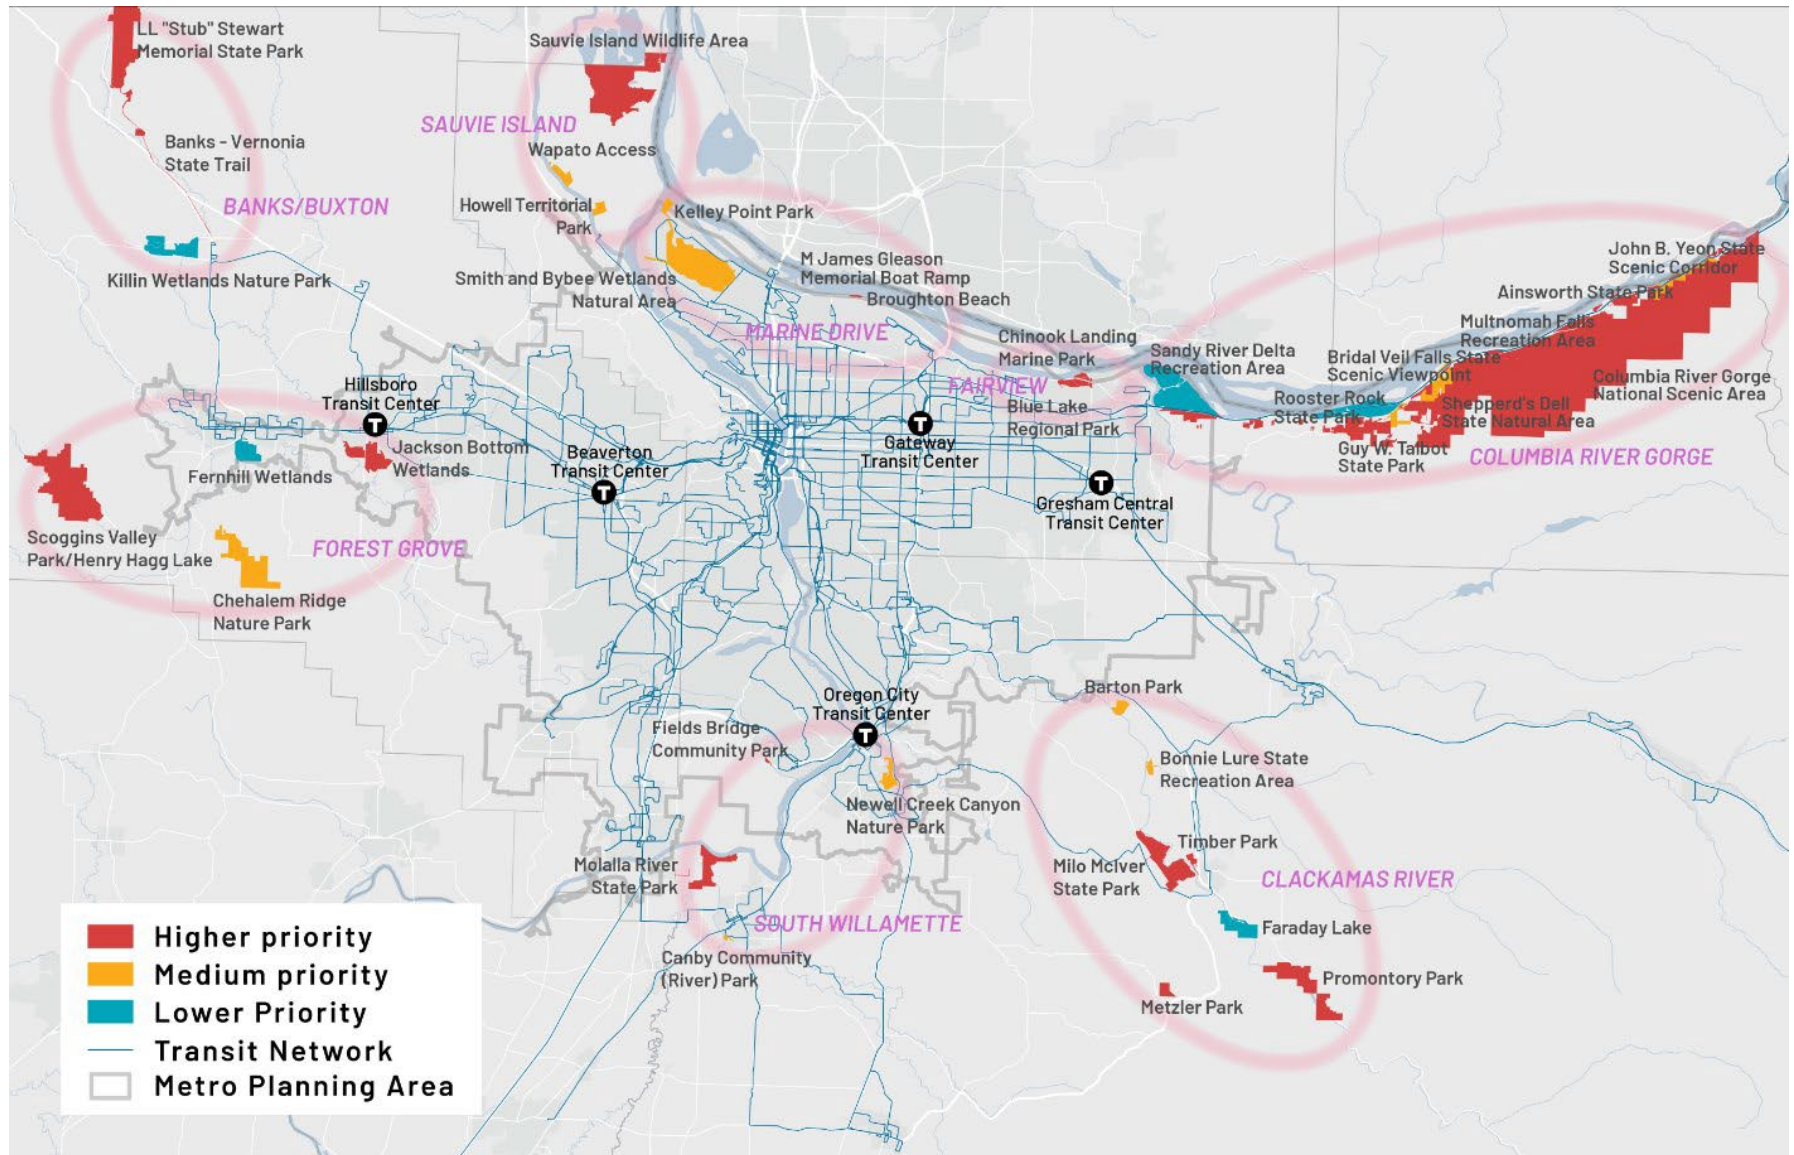 LL "Stub" Stewart
Memorial State Park
Sauvie Island Wildlife Area
SAUVIE ISLAND
Banks - Vernonia
State Trail
Wapato Access
BANKS/BUXTON
Howell Territorial
Park
Kelley Point Park
Killin Wetlands Nature Park
Smith and Bybee Wetlands
Natural Area
M James Gleason
Memorial Boat Ramp
Broughton Beach
MARINE DRIVE
John B. Yeon State
Scenic Corridor
Ainsworth State Park
Multnomah Falls
Recreation Area
Chinook Landing
Marine Park
Sandy River Delta
Recreation Area
Bridal Veil Falls State
Scenic Viewpoint
Columbia River Gorge
National Scenic Area
FAIRVIEW
Blue Lake
Regional Park
Rooster Rock
State Park
Shepperd's Dell
State Natural Area
Guy W. Talbot
State Park
COLUMBIA RIVER GORGE
Hillsboro
Transit Center
T
Jackson Bottom
Wetlands
Fernhill Wetlands
Beaverton
Transit Center
T
T
Gateway
Transit Center
T
Gresham Central
Transit Center
Scoggins Valley
Park/Henry Hagg Lake
FOREST GROVE
Chehalem Ridge
Nature Park
Oregon City
Transit Center
T
Fields Bridge
Community Park
Newell Creek Canyon
Nature Park
Barton Park
Bonnie Lure State
Recreation Area
Timber Park
Milo McIver
State Park
CLACKAMAS RIVER
Molalla River
State Park
SOUTH WILLAMETTE
Faraday Lake
Canby Community
(River) Park
Promontory Park
Metzler Park
Higher priority
Medium priority
Lower Priority
Transit Network
Metro Planning Area